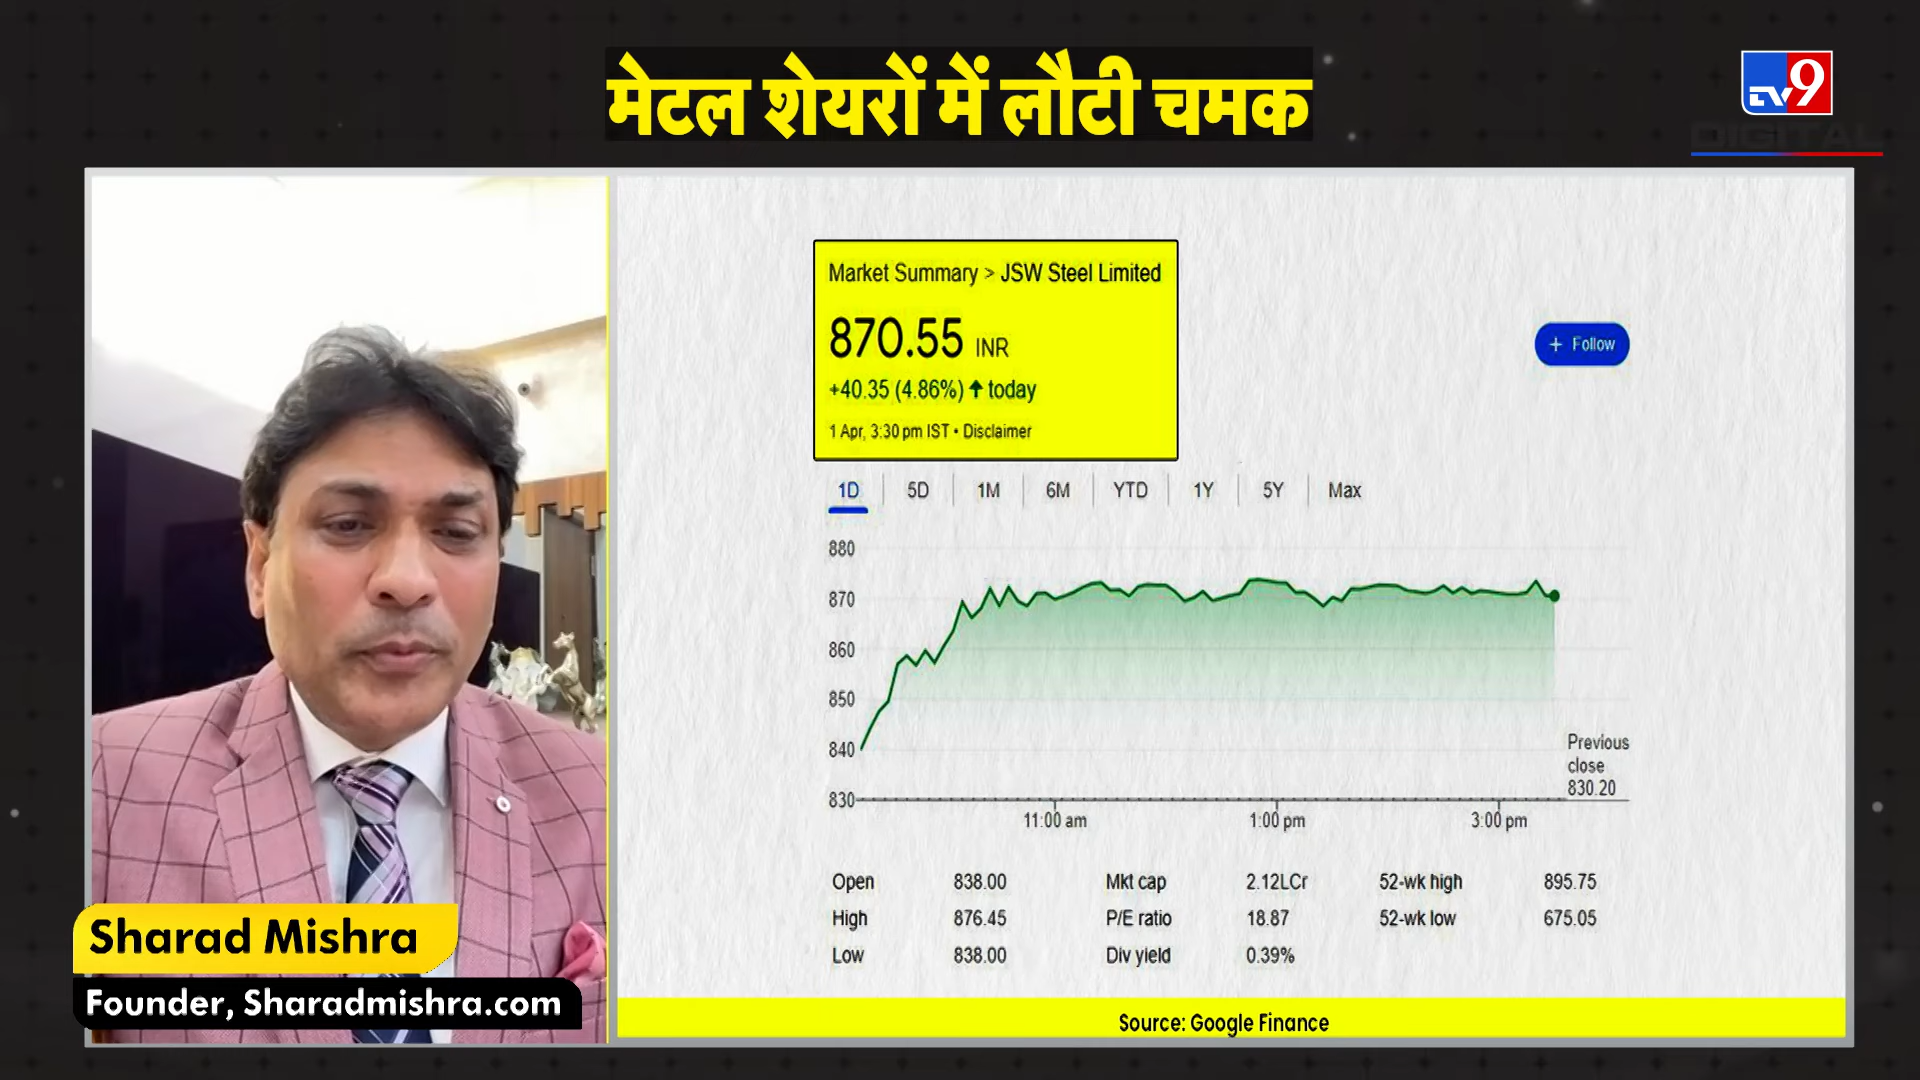 मेटल शेयरों में लौटी चमक
TV9
DIGITAL
Market Summary > JSW Steel Limited
870.55 INR
+40.35 (4.86%) ↑ today
1 Apr, 3:30 pm IST • Disclaimer
+ Follow
1D 5D 1M 6M YTD 1Y 5Y Max
880
870
860
850
840
830
Previous
close
830.20
11:00 am 1:00 pm 3:00 pm
Open 838.00 Mkt cap 2.12LCr 52-wk high 895.75
High 876.45 P/E ratio 18.87 52-wk low 675.05
Low 838.00 Div yield 0.39%
Sharad Mishra
Founder, Sharadmishra.com
Source: Google Finance